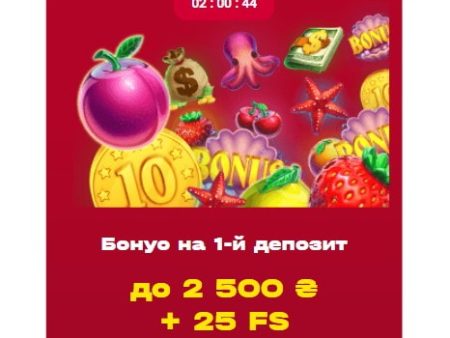 02 : 00 : 44
BONUS
10
BONUS
Бонуо на 1-й депозит
до 2 500 ₴
+ 25 FS